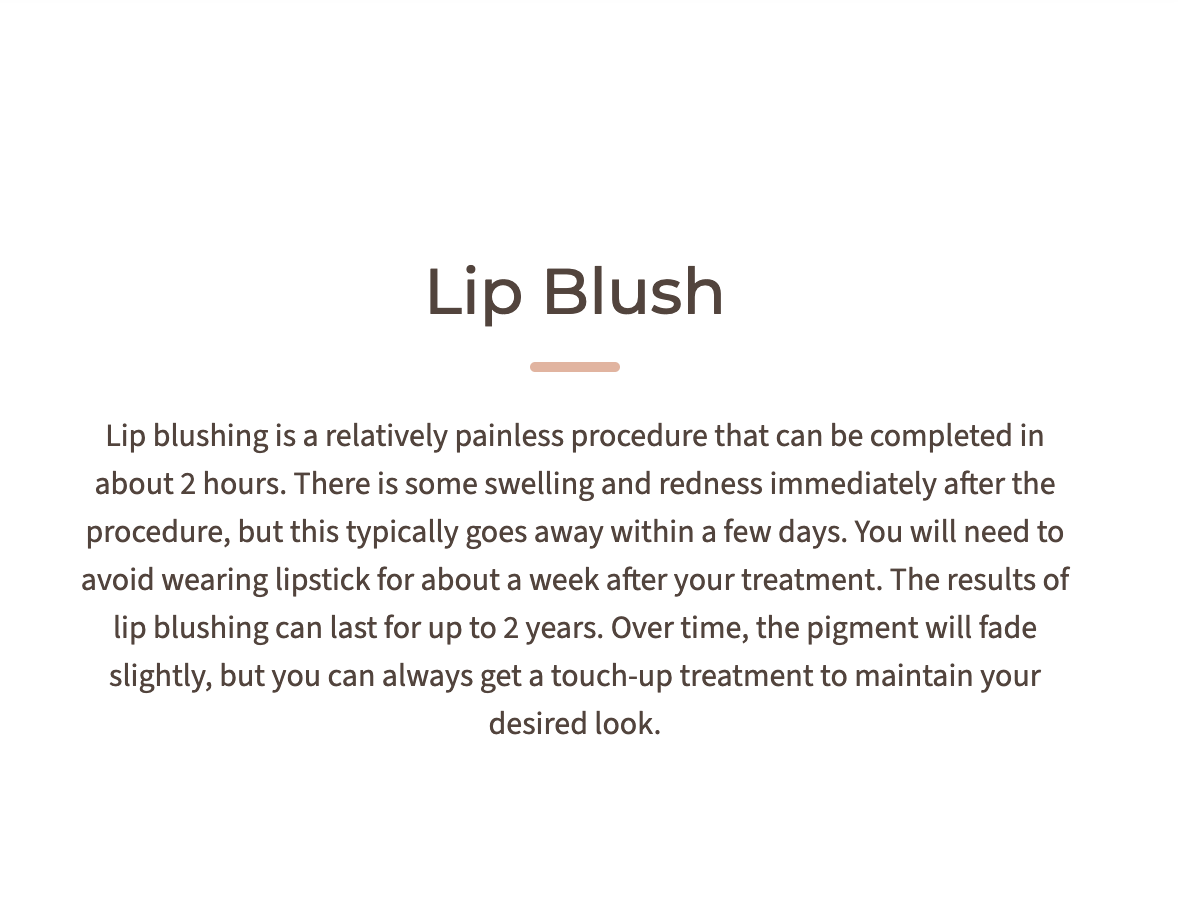 Lip Blush
Lip blushing is a relatively painless procedure that can be completed in
about 2 hours. There is some swelling and redness immediately after the
procedure, but this typically goes away within a few days. You will need to
avoid wearing lipstick for about a week after your treatment. The results of
lip blushing can last for up to 2 years. Over time, the pigment will fade
slightly, but you can always get a touch-up treatment to maintain your
desired look.